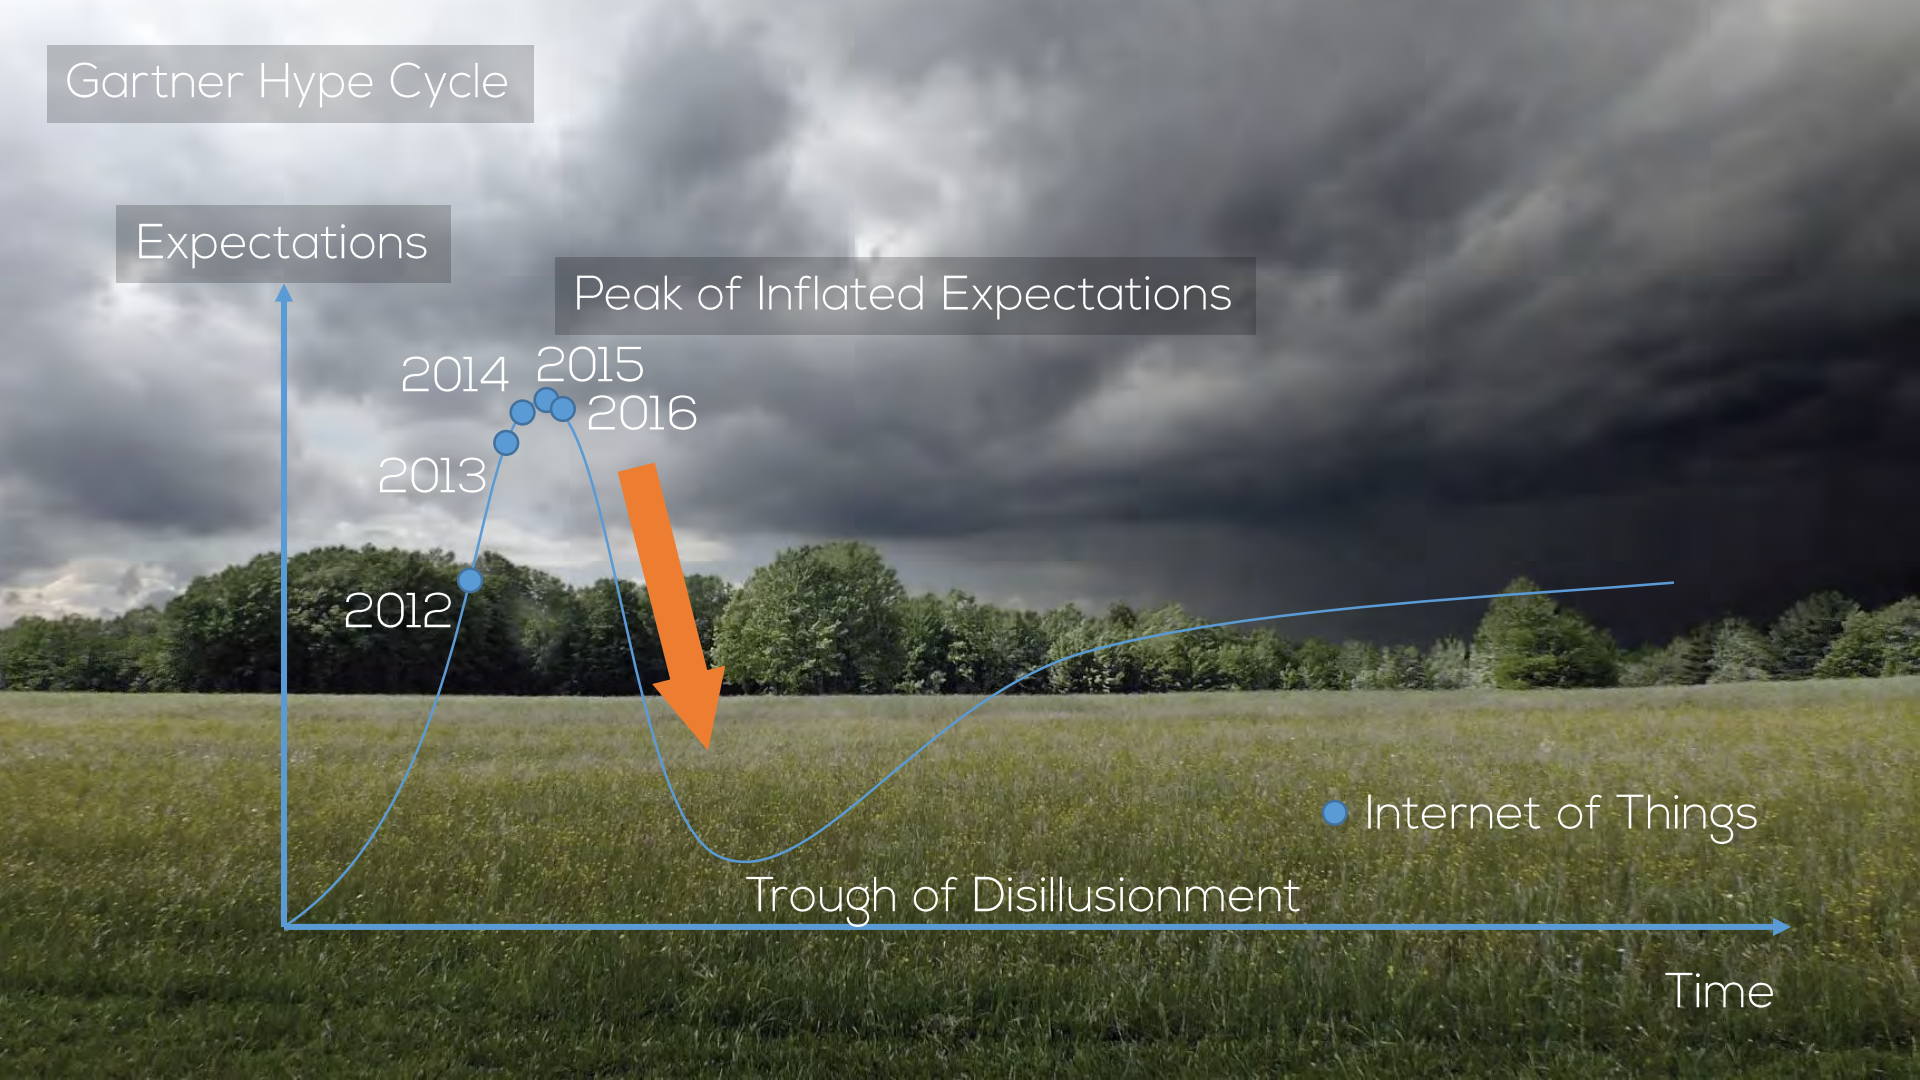 Gartner Hype Cycle
Expectations
Peak of Inflated Expectations
2014
2015
2016
2013
2012
Internet of Things
Trough of Disillusionment
Time